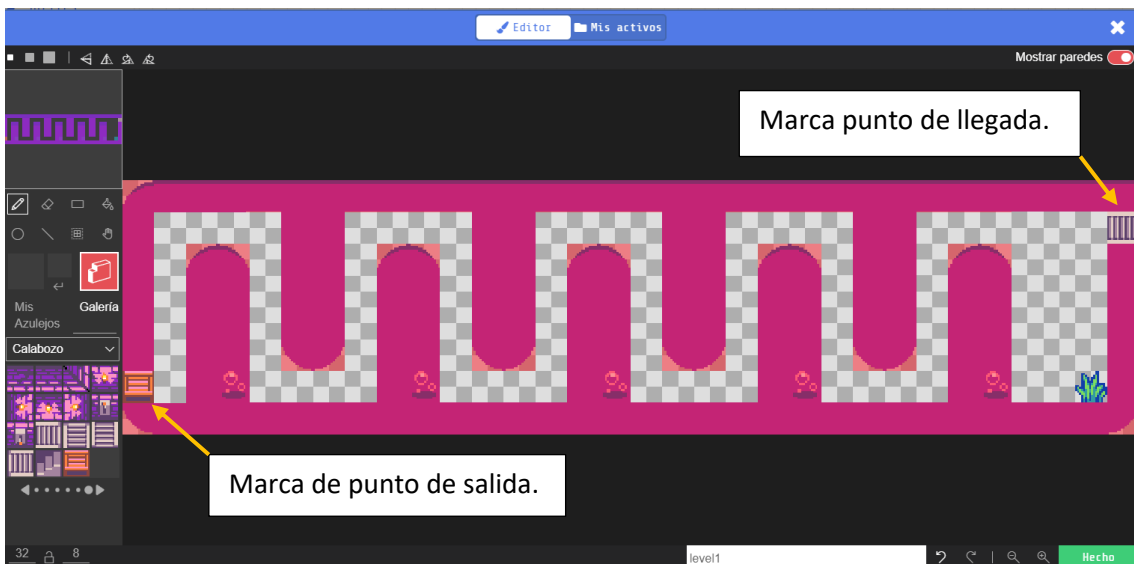 Editor
Mis activos
Mostrar paredes
Marca punto de llegada.
Mis
Azulejos
Galería
Calabozo
Marca de punto de salida.
32
8
level1
Hecho